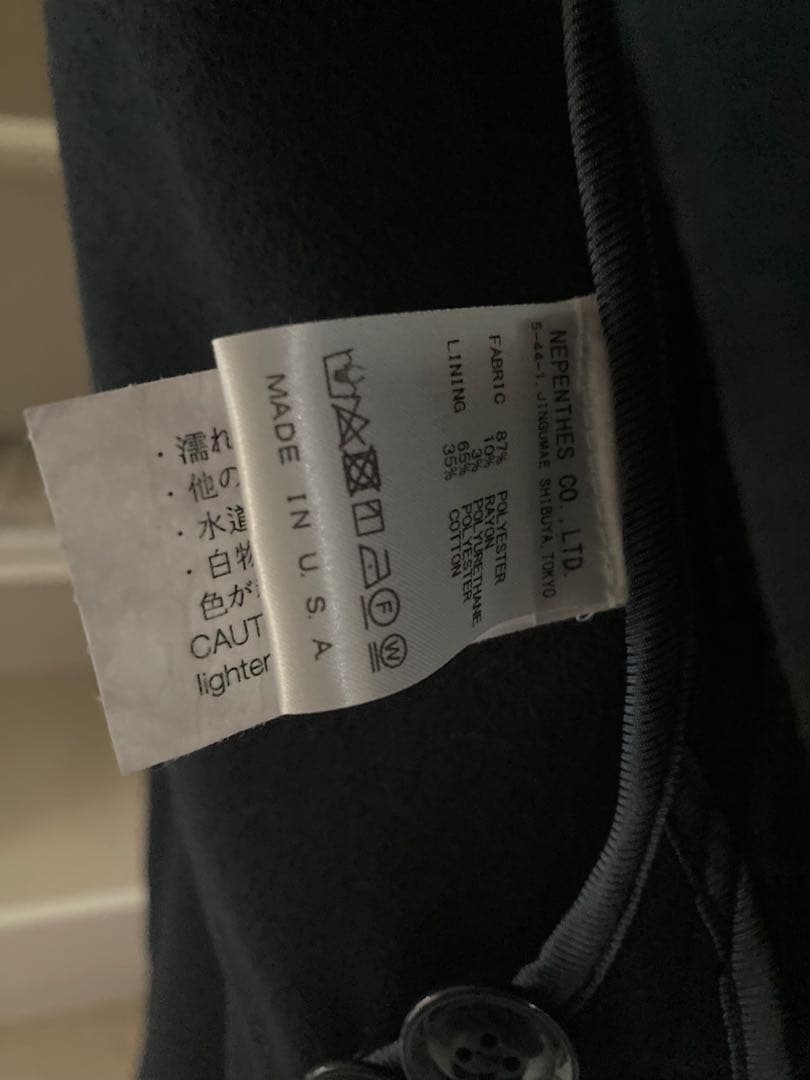 NEPENTHES CO.,LTD.
5-44-1, JINGUMAE SHIBUYA, TOKYO
FABRIC 87% POLYESTER
10% RAYON
3% POLYURETHANE
LINING 65% POLYESTER
35% COTTON
F W
MADE IN U.S.A
・濡れ
・他の
・水道
・白物
色が
CAUT
lighter